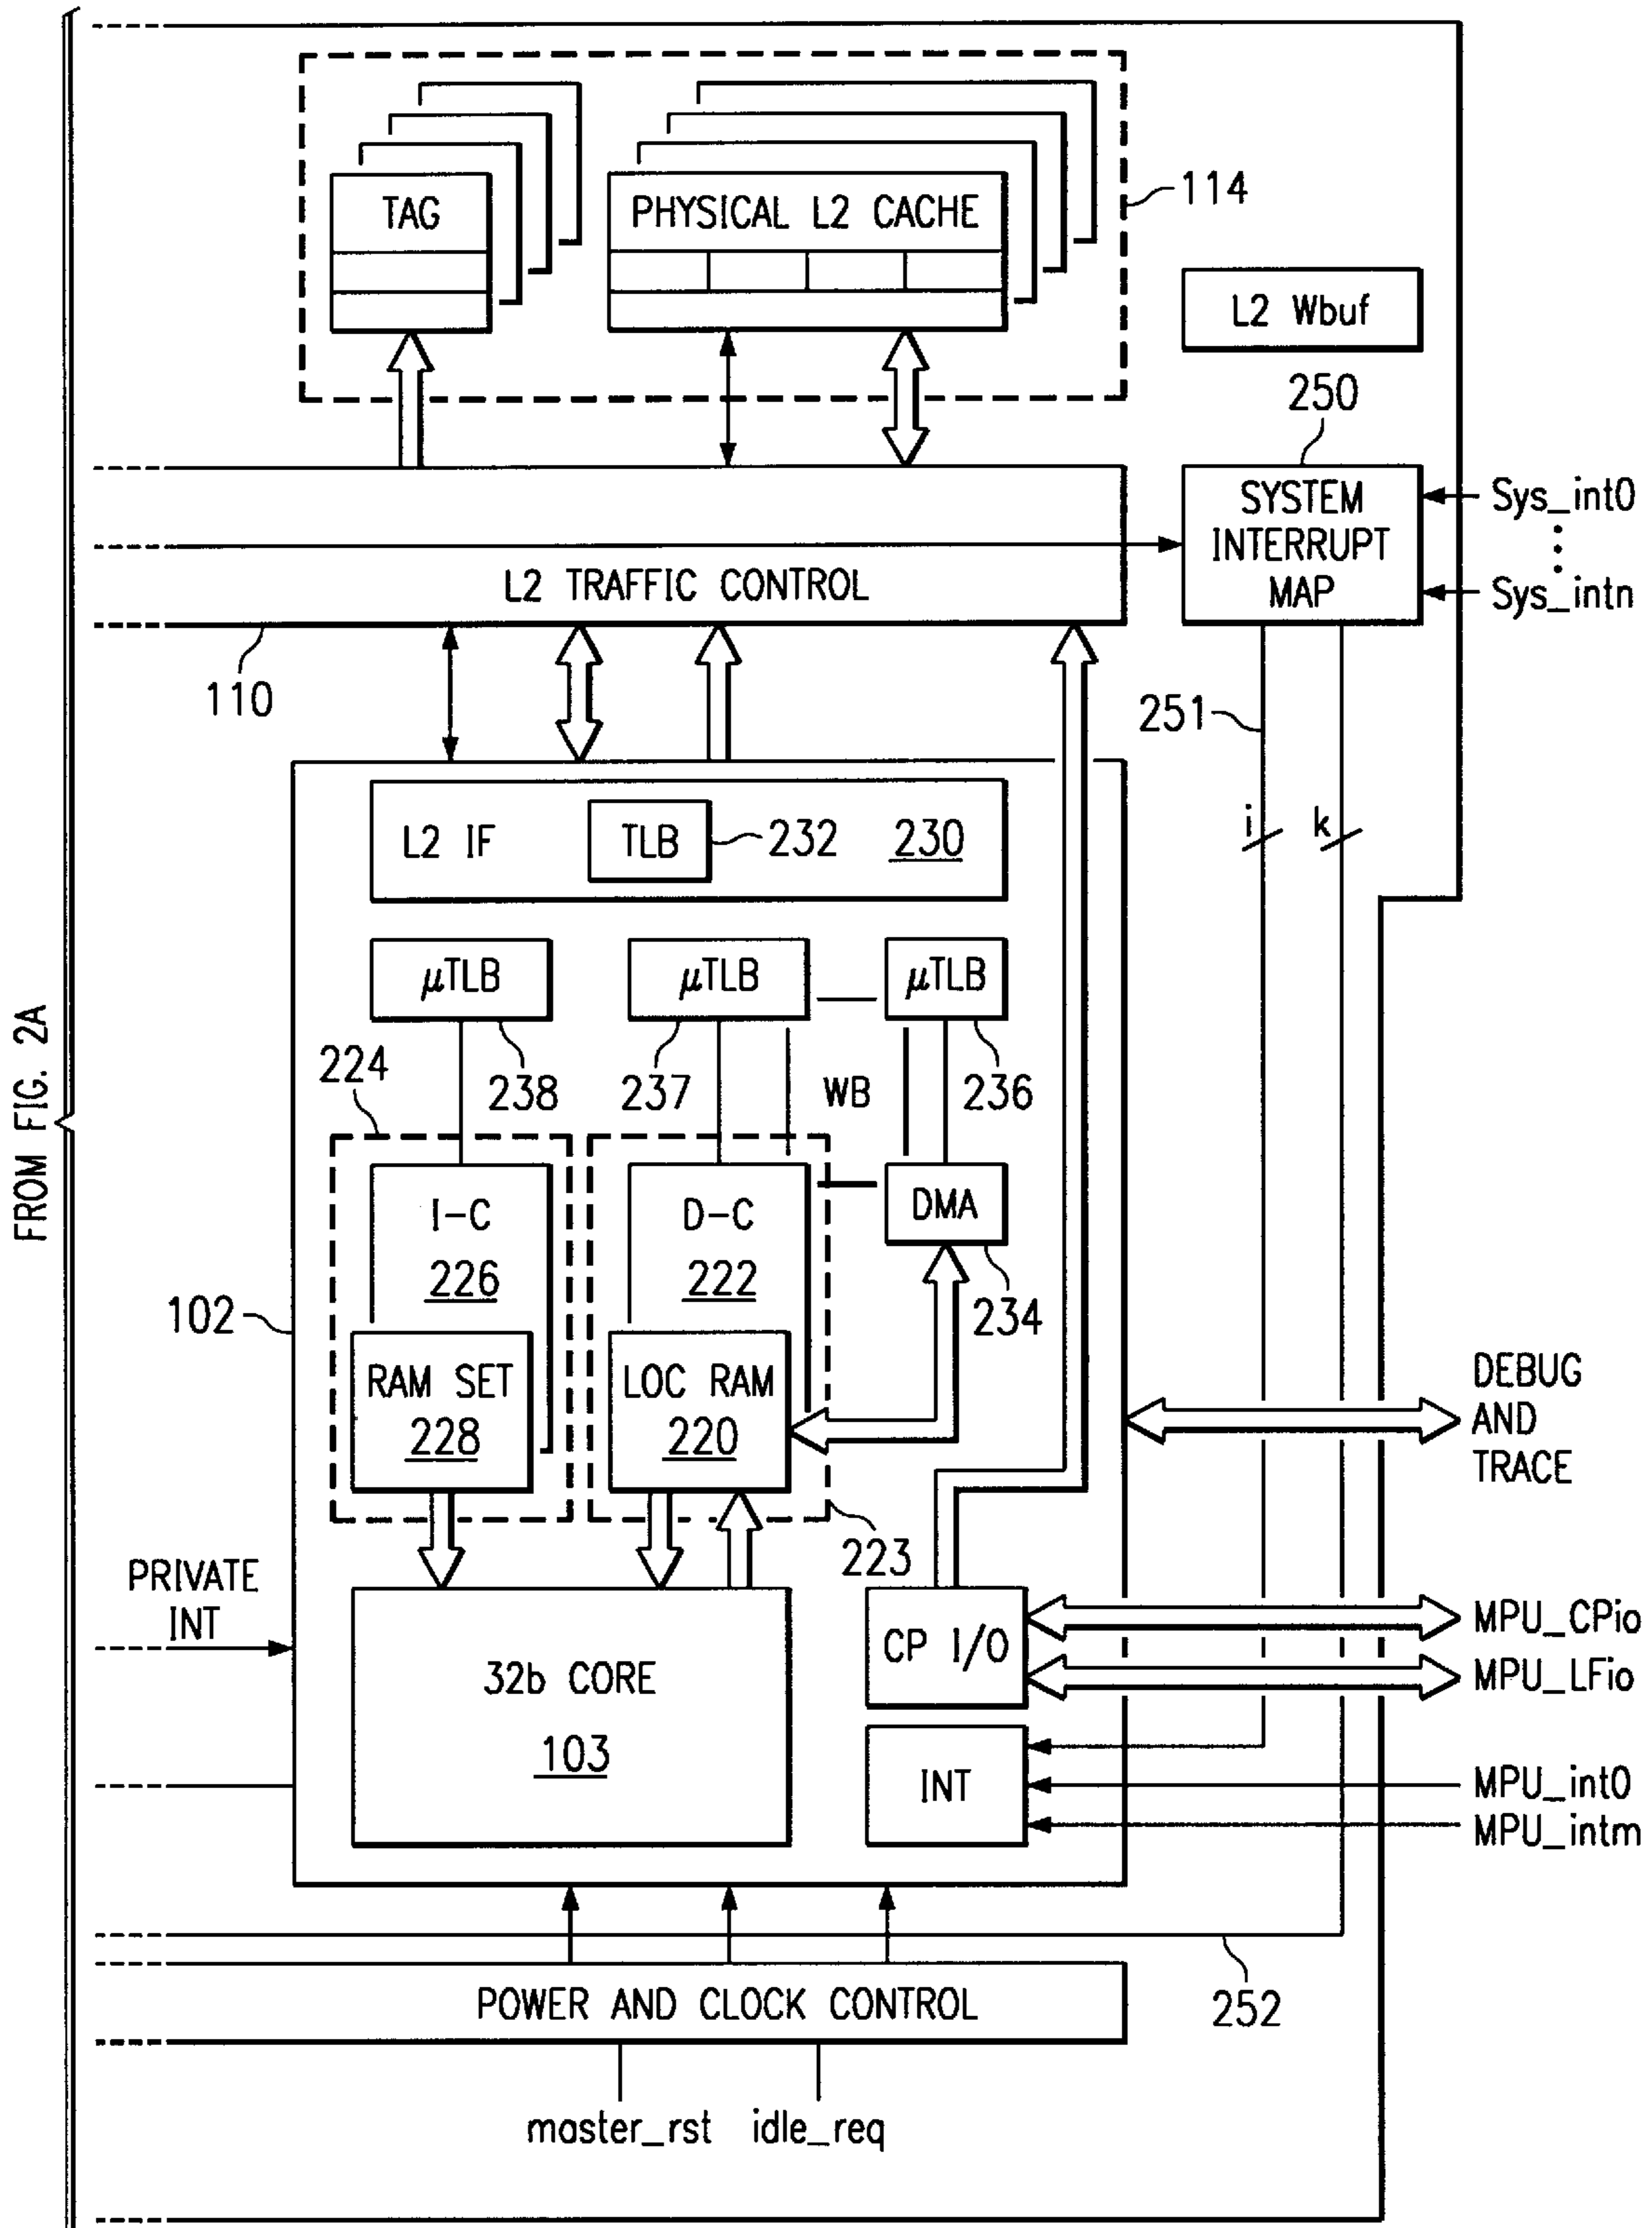 TAG
PHYSICAL L2 CACHE
114
L2 Wbuf
250
SYSTEM
INTERRUPT
MAP
Sys_int0
Sys_intn
L2 TRAFFIC CONTROL
110
251
i
k
L2 IF
TLB
232
230
μTLB
μTLB
μTLB
FROM FIG. 2A
224
238
237
WB
236
I-C
226
D-C
222
DMA
234
102
RAM SET
228
LOC RAM
220
DEBUG
AND
TRACE
223
PRIVATE
INT
CP I/O
MPU_CPio
MPU_LFio
32b CORE
103
INT
MPU_int0
MPU_intm
POWER AND CLOCK CONTROL
252
master_rst
idle_req